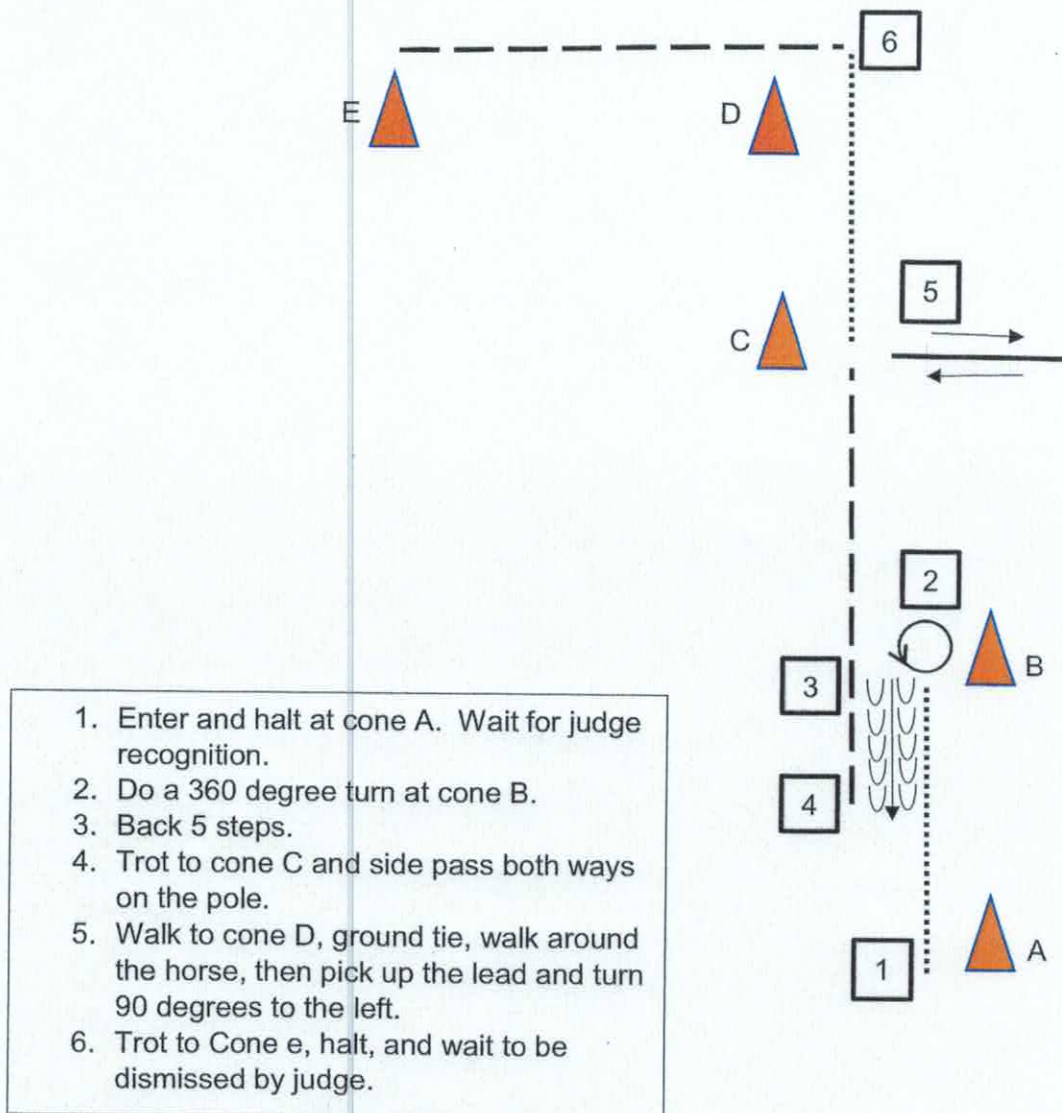 6
E
D
5
C
2
B
3
4
A
1
1. Enter and halt at cone A. Wait for judge
recognition.
2. Do a 360 degree turn at cone B.
3. Back 5 steps.
4. Trot to cone C and side pass both ways
on the pole.
5. Walk to cone D, ground tie, walk around
the horse, then pick up the lead and turn
90 degrees to the left.
6. Trot to Cone e, halt, and wait to be
dismissed by judge.